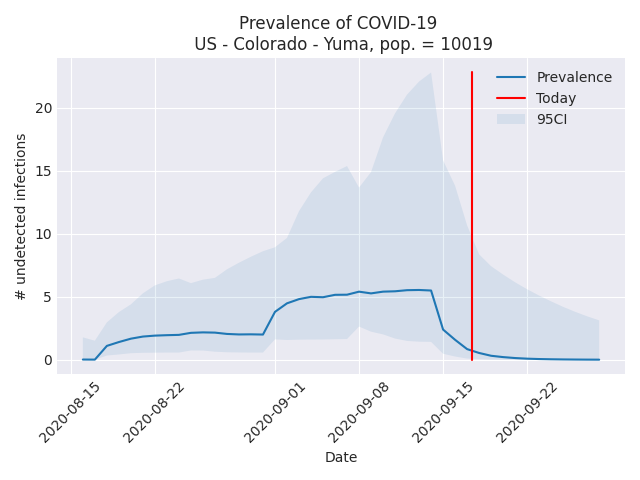 Prevalence of COVID-19
US - Colorado - Yuma, pop. = 10019
Prevalence
Today
95CI
# undetected infections
20
15
10
5
0
2020-08-15
2020-08-22
2020-09-01
2020-09-08
2020-09-15
2020-09-22
Date